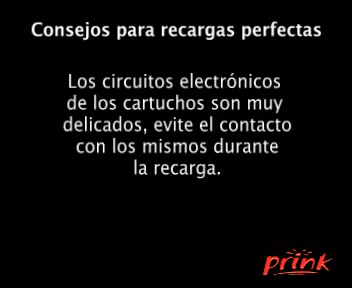 Consejos para recargas perfectas
Los circuitos electrónicos
de los cartuchos son muy
delicados, evite el contacto
con los mismos durante
la recarga.
prink